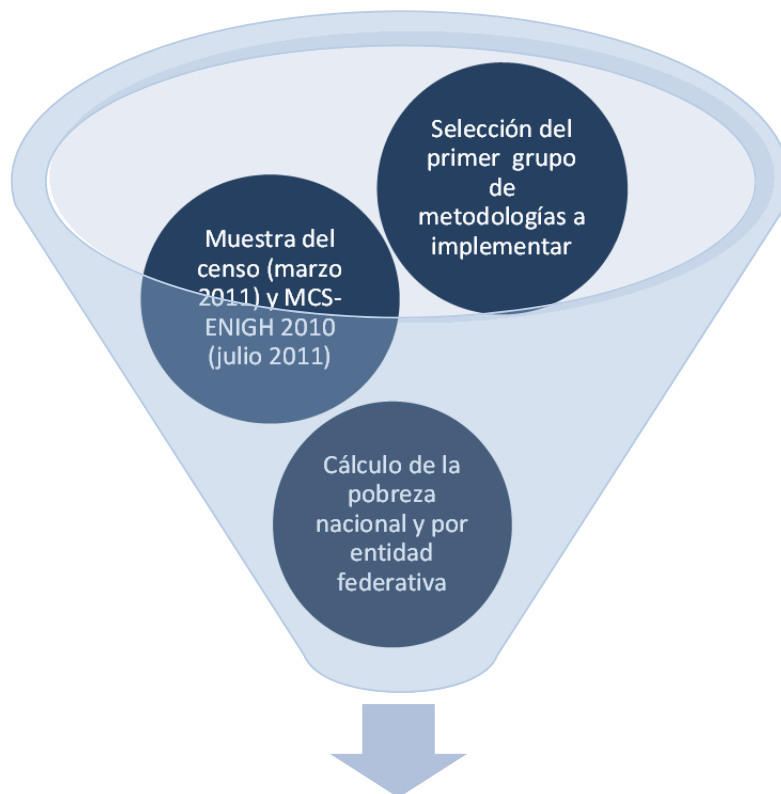 Selección del
primer grupo
de
metodologías a
implementar
Muestra del
censo (marzo
2011) y MCS-
ENIGH 2010
(julio 2011)
Cálculo de la
pobreza
nacional y por
entidad
federativa